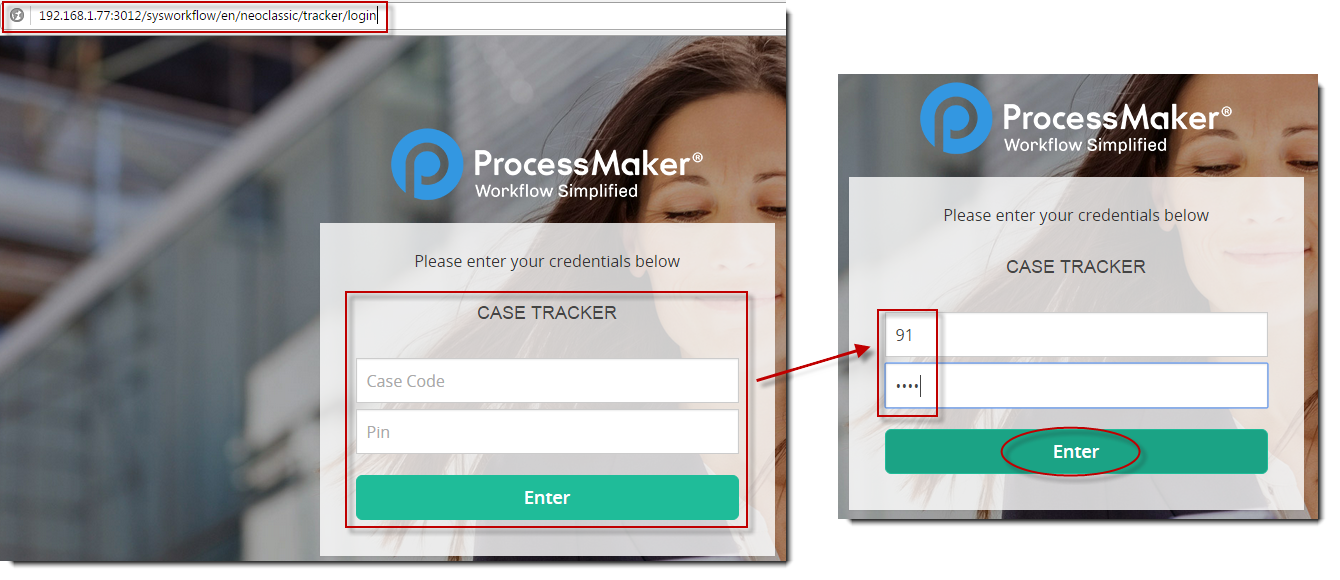 192.168.1.77:3012/sysworkflow/en/neoclassic/tracker/login
ProcessMaker®
Workflow Simplified
Please enter your credentials below
CASE TRACKER
Case Code
Pin
Enter
ProcessMaker®
Workflow Simplified
Please enter your credentials below
CASE TRACKER
91
••••
Enter